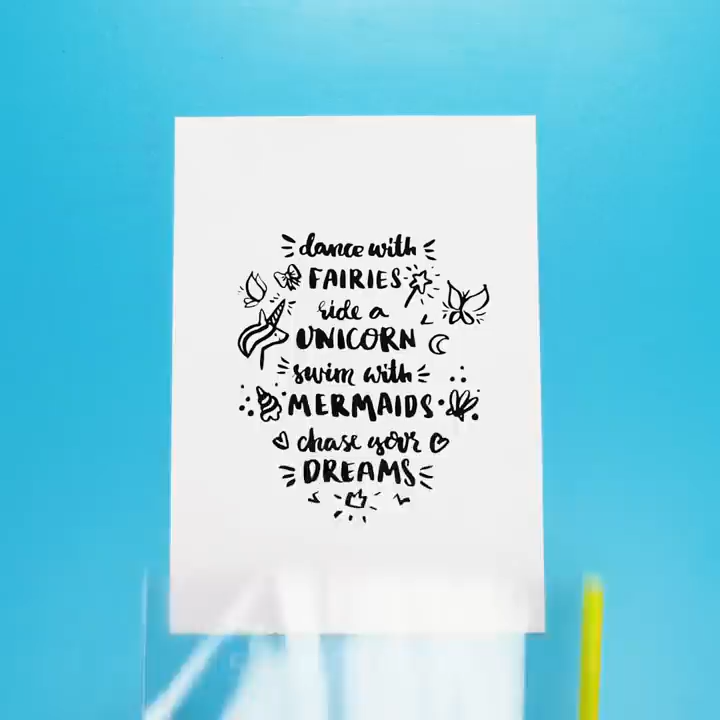 dance with
FAIRIES
ride a
UNICORN
swim with
MERMAIDS
chase your
DREAMS